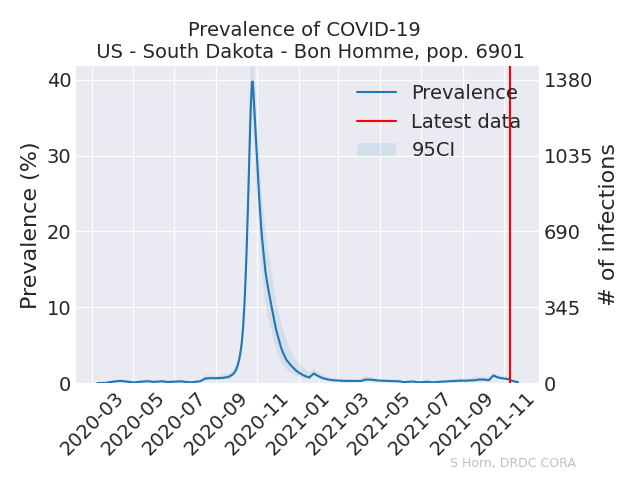 Prevalence of COVID-19
US - South Dakota - Bon Homme, pop. 6901
Prevalence (%)
40
30
20
10
0
Prevalence
Latest data
95CI
1380
1035
690
345
0
# of infections
2020-03
2020-05
2020-07
2020-09
2020-11
2021-01
2021-03
2021-05
2021-07
2021-09
2021-11
S Horn, DRDC CORA